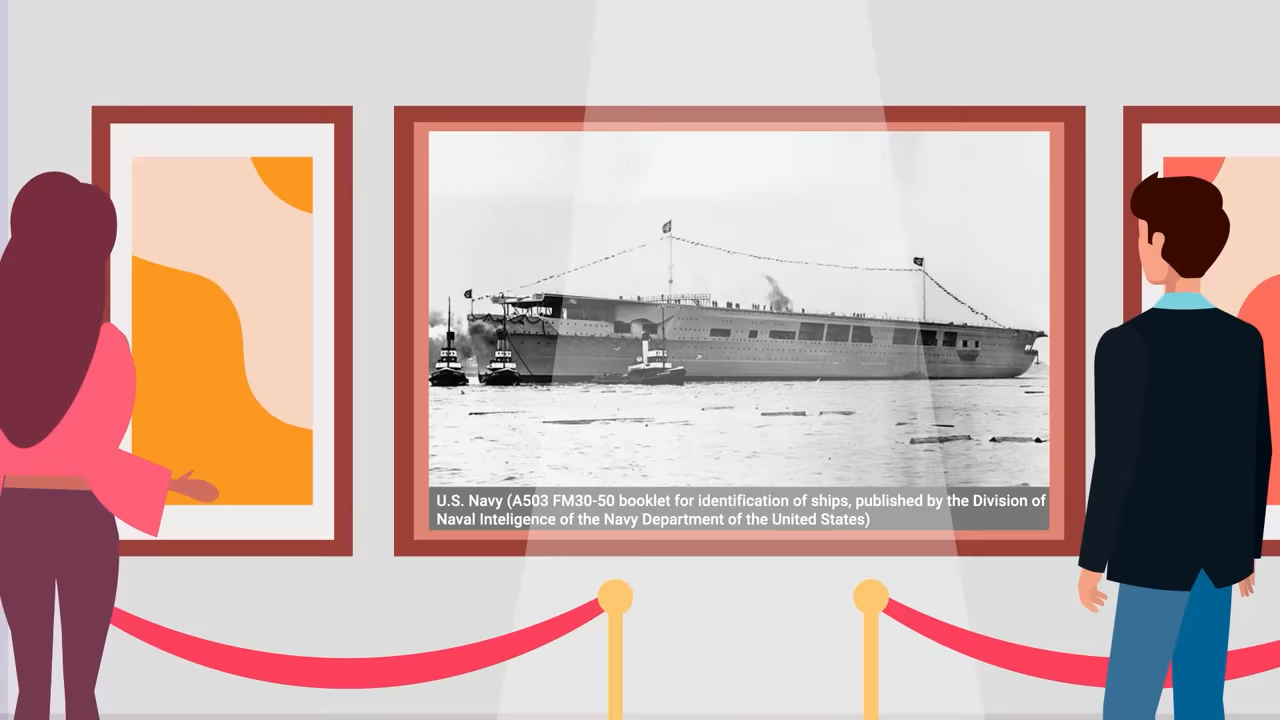 U.S. Navy (A503 FM30-50 booklet for identification of ships, published by the Division of
Naval Inteligence of the Navy Department of the United States)